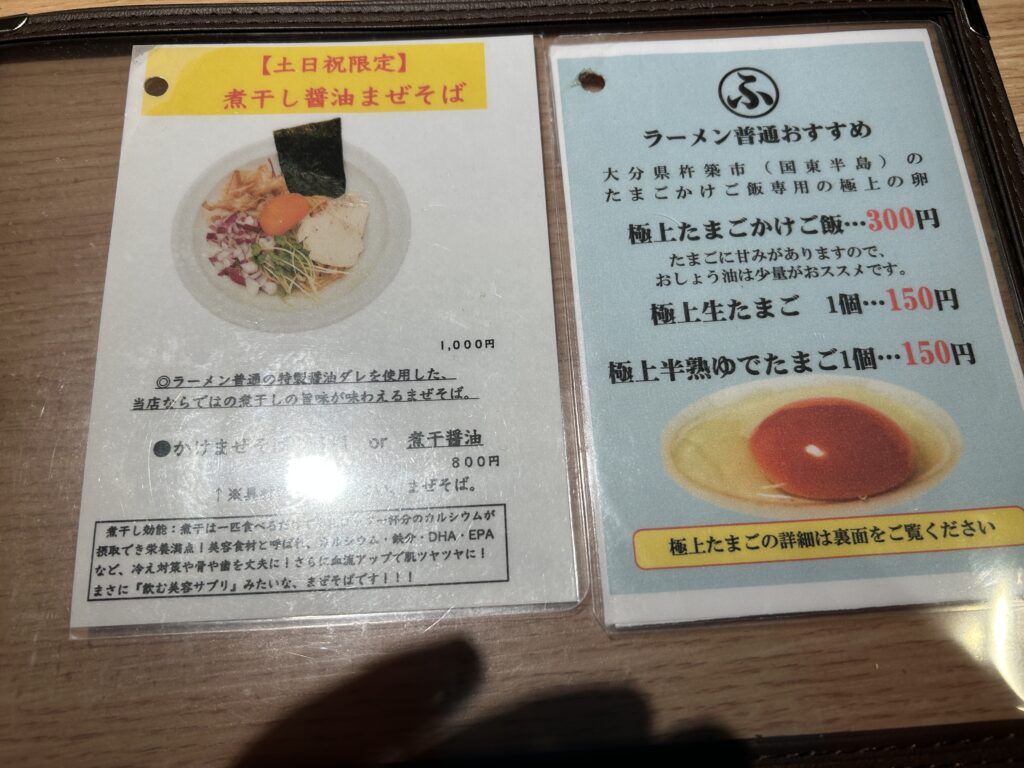 【土日祝限定】
煮干し醤油まぜそば
1,000円
◎ラーメン普通の特製醤油ダレを使用した、
当店ならではの煮干しの旨味が味わえるまぜそば。
●かけまぜそば or 煮干醤油
800円
↑※具 まぜそば。
煮干し効能：煮干は一匹食べる 杯分のカルシウムが
摂取でき栄養満点！美容食材と呼ばれ、カルシウム・鉄分・DHA・EPA
など、冷え対策や骨や歯を丈夫に！さらに血流アップで肌ツヤツヤに！
まさに『飲む美容サプリ』みたいな、まぜそばです！！！
ふ
ラーメン普通おすすめ
大分県杵築市（国東半島）の
たまごかけご飯専用の極上の卵
極上たまごかけご飯…300円
たまごに甘みがありますので、
おしょう油は少量がおススメです。
極上生たまご 1個…150円
極上半熟ゆでたまご1個…150円
極上たまごの詳細は裏面をご覧ください